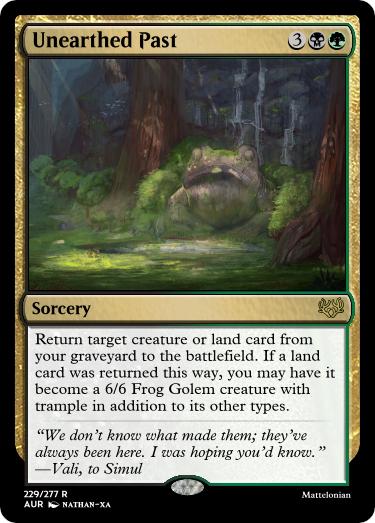 Unearthed Past 3
Sorcery
Return target creature or land card from
your graveyard to the battlefield. If a land
card was returned this way, you may have it
become a 6/6 Frog Golem creature with
trample in addition to its other types.
“We don’t know what made them; they’ve
always been here. I was hoping you’d know.”
—Vali, to Simul
229/277 R
AUR NATHAN-XA
Mattelonian